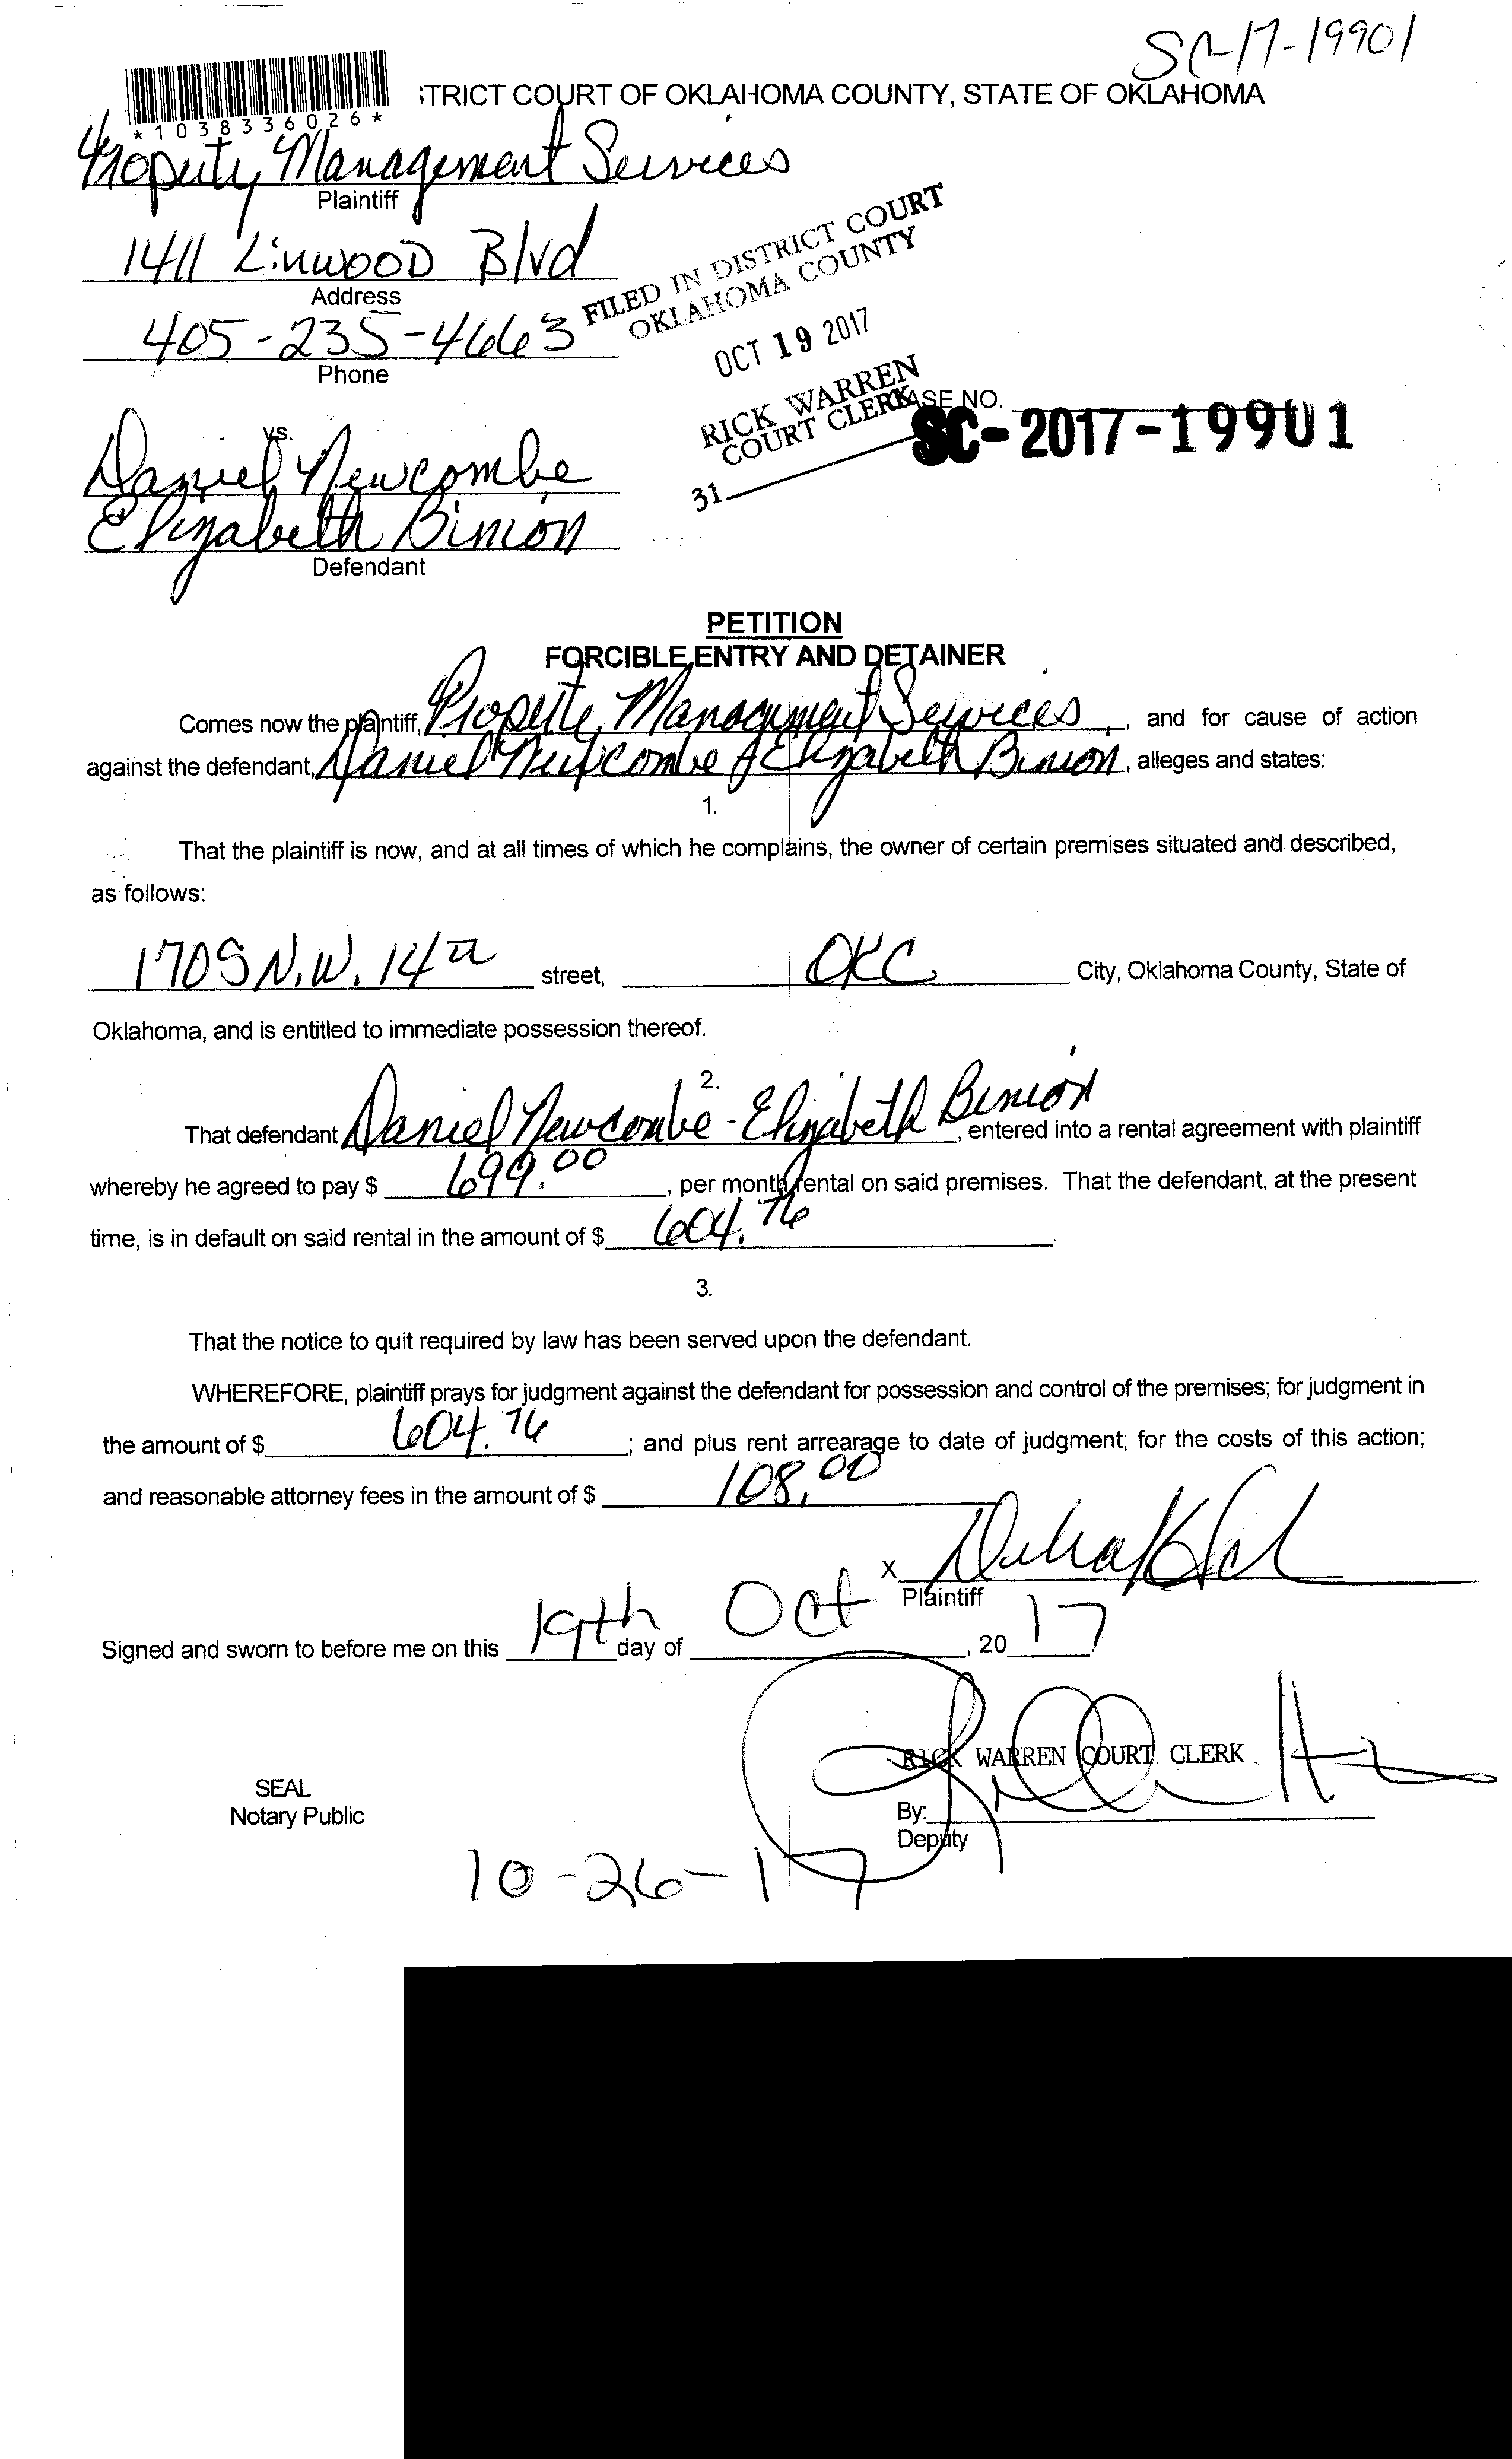 SC-17-19901
STRICT COURT OF OKLAHOMA COUNTY, STATE OF OKLAHOMA
*1038336026*
Property Management Services
Plaintiff
1411 Linwood Blvd
Address
405-235-4663
Phone
FILED IN DISTRICT COURT
OKLAHOMA COUNTY
OCT 19 2017
RICK WARREN
COURT CLERK
31
CASE NO.
SC-2017-19901
vs.
Daniel Newcombe
Elizabeth Binion
Defendant
PETITION
FORCIBLE ENTRY AND DETAINER
Comes now the plaintiff, Property Management Services, and for cause of action
against the defendant, Daniel Newcombe & Elizabeth Binion, alleges and states:
1.
That the plaintiff is now, and at all times of which he complains, the owner of certain premises situated and described,
as follows:
N.W. 14th street, OKC City, Oklahoma County, State of
Oklahoma, and is entitled to immediate possession thereof.
2.
That defendant Daniel Newcombe - Elizabeth Binion, entered into a rental agreement with plaintiff
whereby he agreed to pay $ 699.00, per month rental on said premises. That the defendant, at the present
time, is in default on said rental in the amount of $ 604.76.
3.
That the notice to quit required by law has been served upon the defendant.
WHEREFORE, plaintiff prays for judgment against the defendant for possession and control of the premises; for judgment in
the amount of $ 604.76; and plus rent arrearage to date of judgment; for the costs of this action;
and reasonable attorney fees in the amount of $ 108.00
X
Plaintiff
Signed and sworn to before me on this 19th day of Oct, 2017
RICK WARREN COURT CLERK
SEAL
Notary Public
By:
Deputy
10-26-17